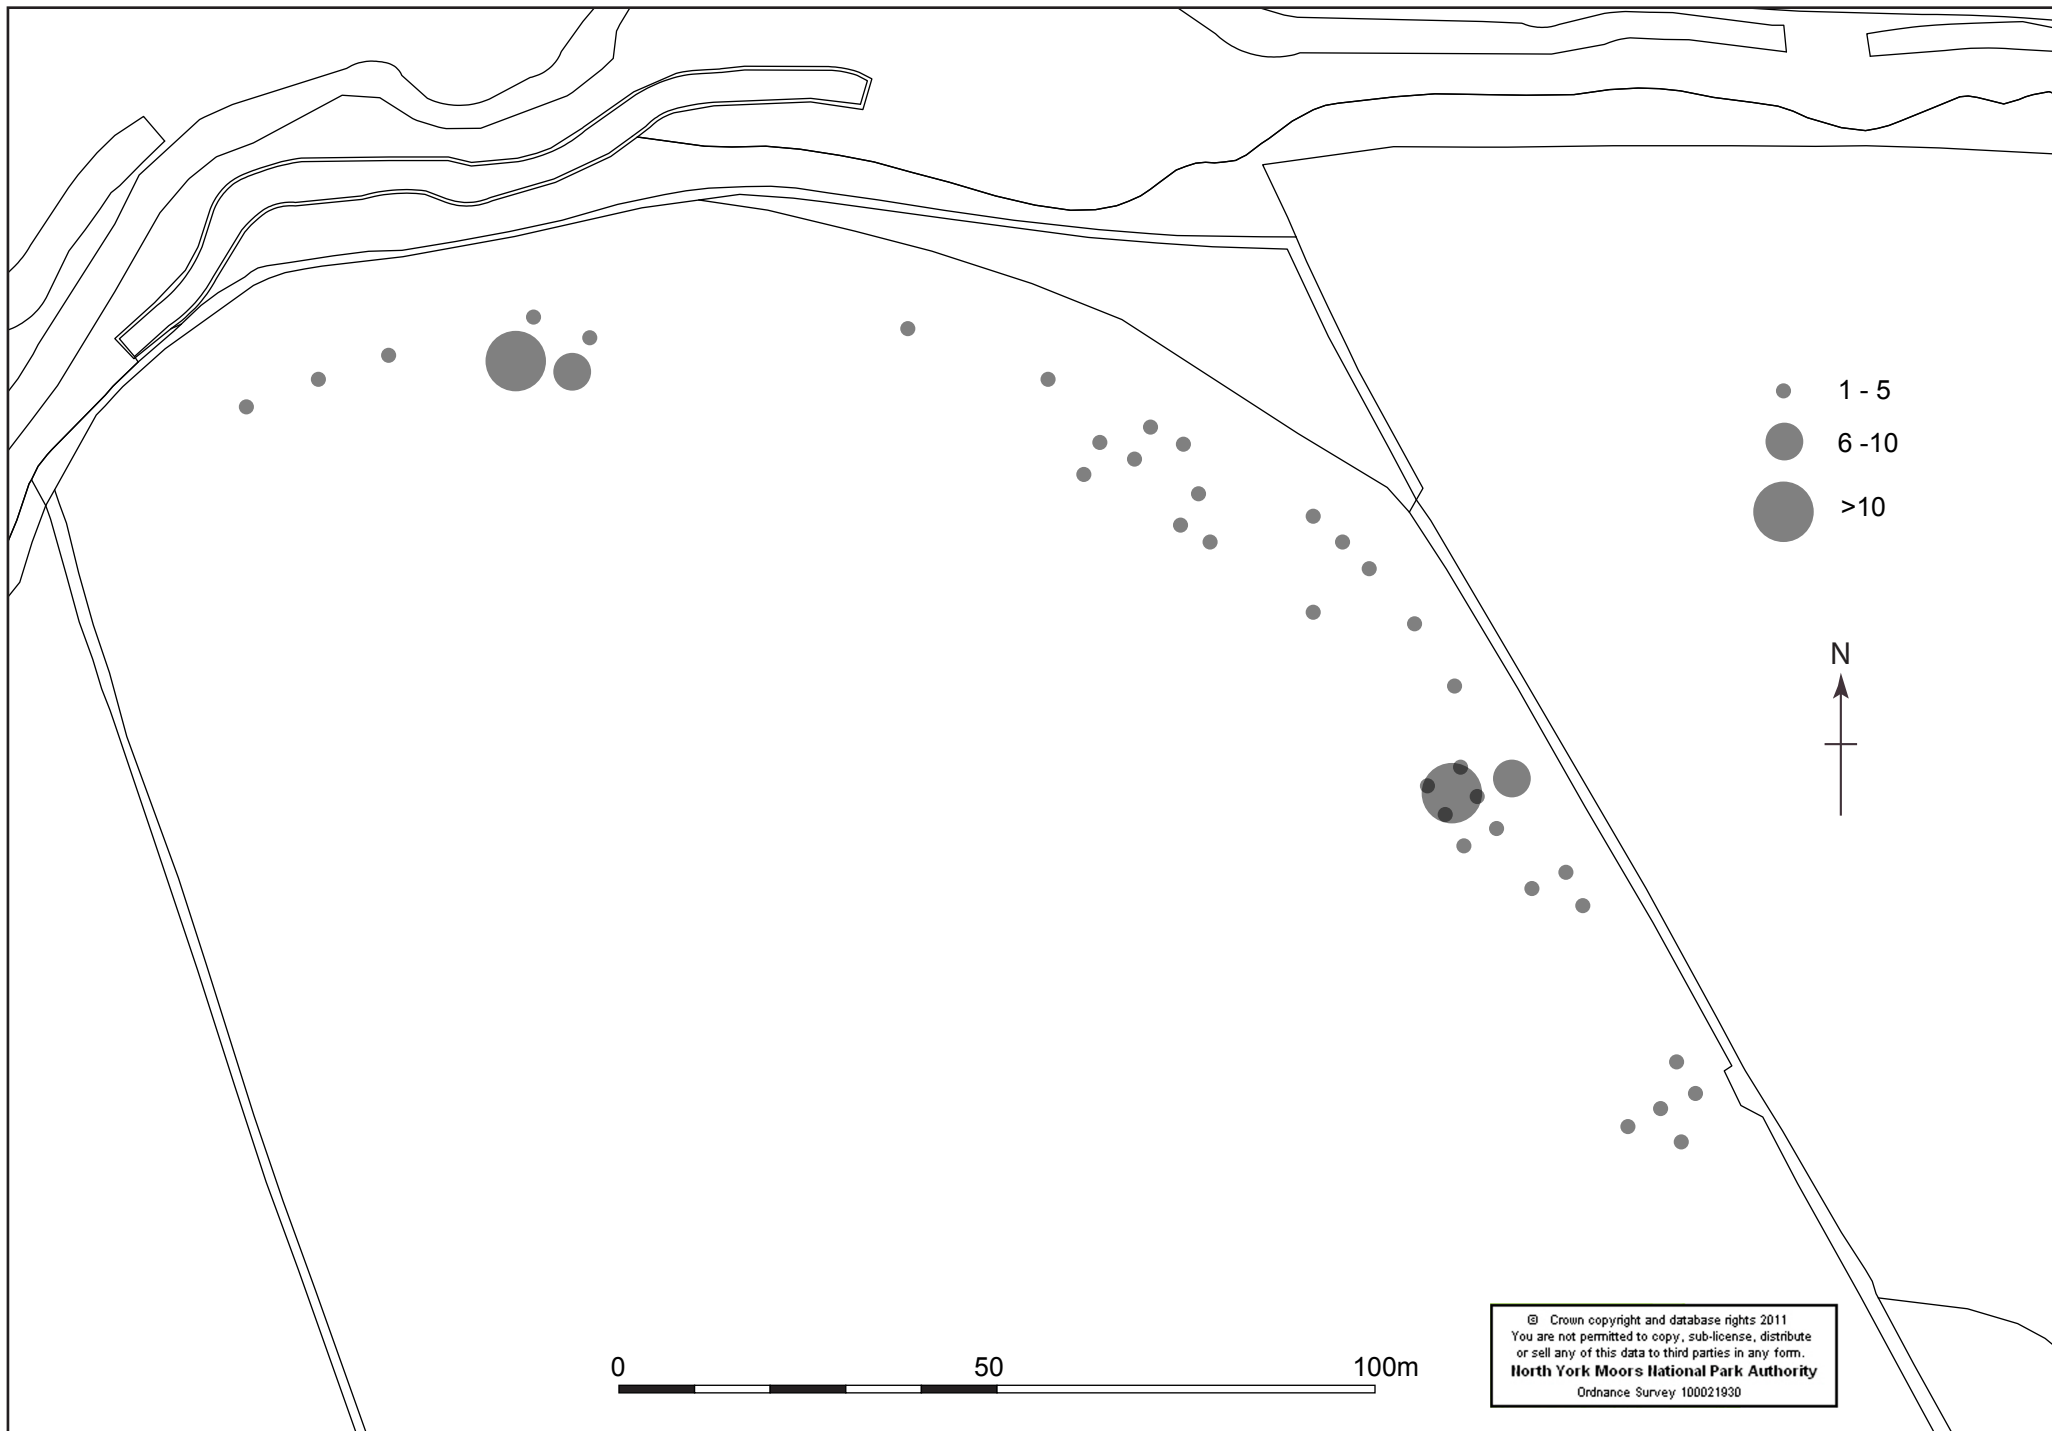 1 - 5
6 -10
>10
N
0 50 100m
© Crown copyright and database rights 2011
You are not permitted to copy, sub-license, distribute
or sell any of this data to third parties in any form.
North York Moors National Park Authority
Ordnance Survey 100021930